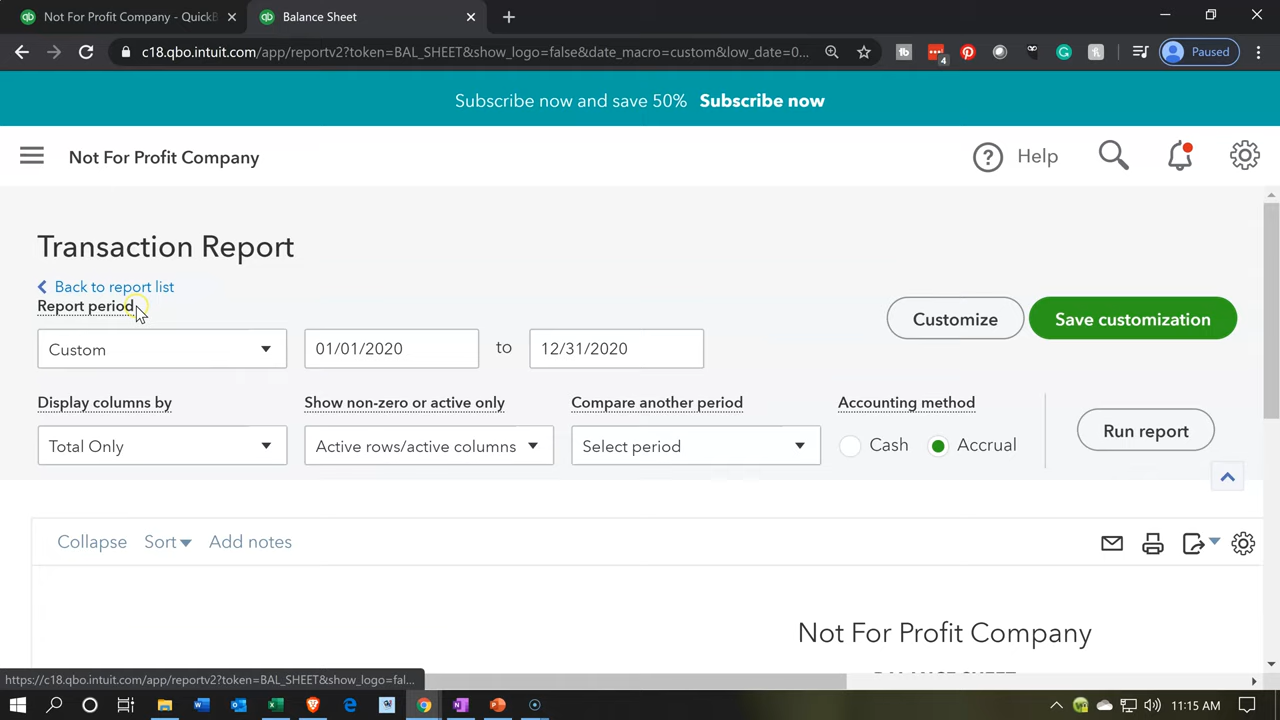 Not For Profit Company - QuickB
Balance Sheet
c18.qbo.intuit.com/app/reportv2?token=BAL_SHEET&show_logo=false&date_macro=custom&low_date=0...
4
Paused
Subscribe now and save 50% Subscribe now
Not For Profit Company
Help
Transaction Report
Back to report list
Report period
Custom
01/01/2020
to
12/31/2020
Customize
Save customization
Display columns by
Show non-zero or active only
Compare another period
Accounting method
Total Only
Active rows/active columns
Select period
Cash
Accrual
Run report
Collapse
Sort
Add notes
Not For Profit Company
BALANCE SHEET
https://c18.qbo.intuit.com/app/reportv2?token=BAL_SHEET&show_logo=fal...
11:15 AM